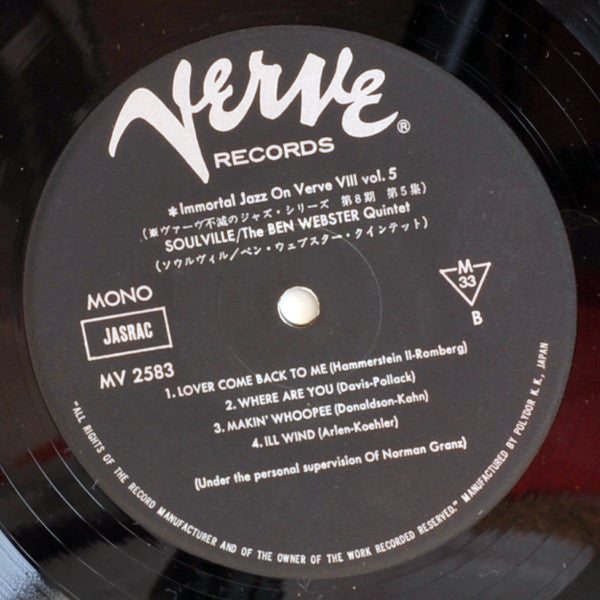 Verve®
RECORDS
*Immortal Jazz On Verve VIII vol. 5
(※ヴァーヴ不滅のジャズ・シリーズ 第8期 第5集)
SOULVILLE/The BEN WEBSTER Quintet
(ソウルヴィル/ベン・ウェブスター・クインテット)
MONO
JASRAC
MV 2583
M
33
B
1. LOVER COME BACK TO ME (Hammerstein II-Romberg)
2. WHERE ARE YOU (Davis-Pollack)
3. MAKIN' WHOOPEE (Donaldson-Kahn)
4. ILL WIND (Arlen-Koehler)
(Under the personal supervision Of Norman Granz)
"ALL RIGHTS OF THE RECORD MANUFACTURER AND OF THE OWNER OF THE WORK RECORDED RESERVED." MANUFACTURED BY POLYDOR K. K., JAPAN